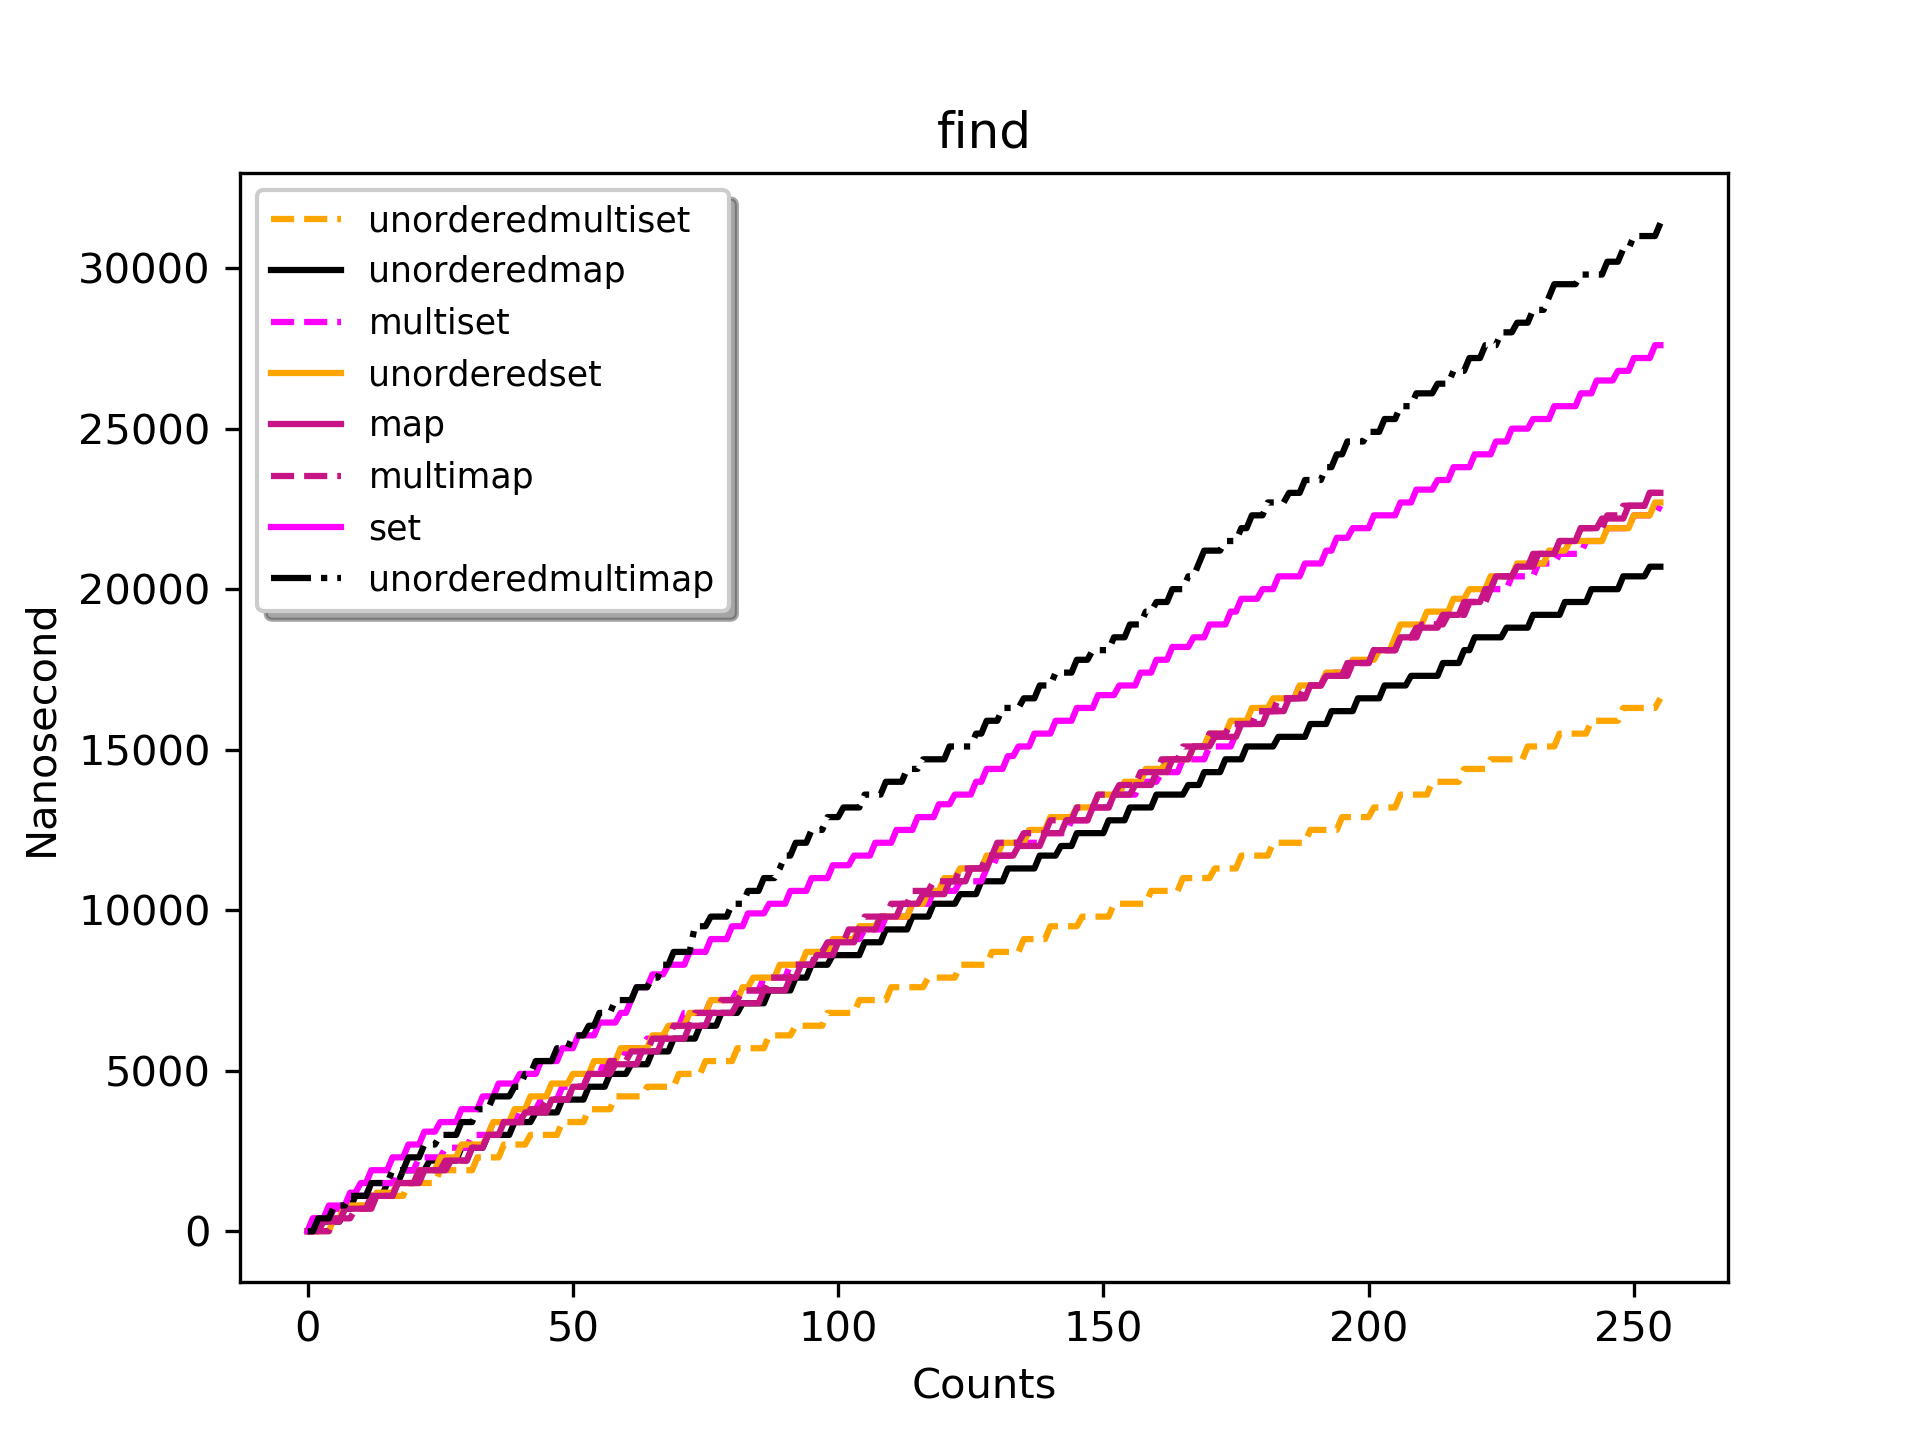 find
unorderedmultiset
unorderedmap
multiset
unorderedset
map
multimap
set
unorderedmultimap
Nanosecond
30000
25000
20000
15000
10000
5000
0
0 50 100 150 200 250
Counts